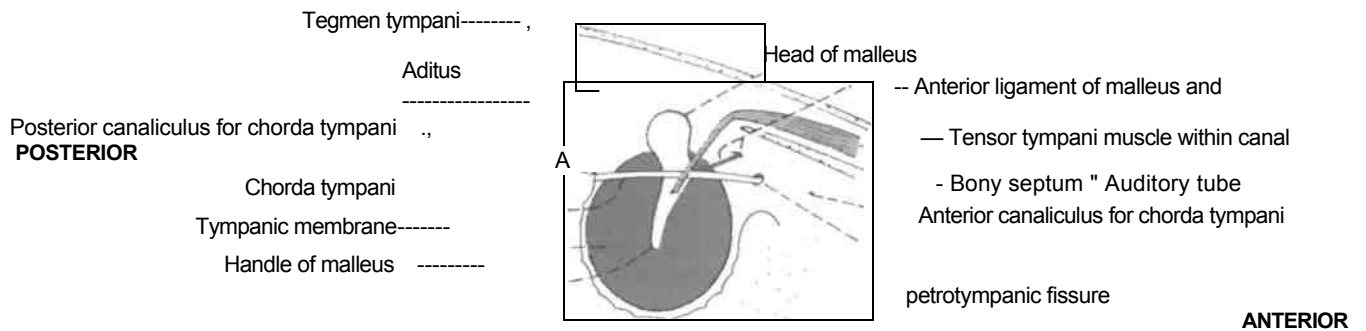 Tegmen tympani-------- ,
Head of malleus
Aditus
-----------------
-- Anterior ligament of malleus and
Posterior canaliculus for chorda tympani .,
POSTERIOR
— Tensor tympani muscle within canal
A
Chorda tympani
- Bony septum " Auditory tube
Anterior canaliculus for chorda tympani
Tympanic membrane-------
Handle of malleus ---------
petrotympanic fissure
ANTERIOR